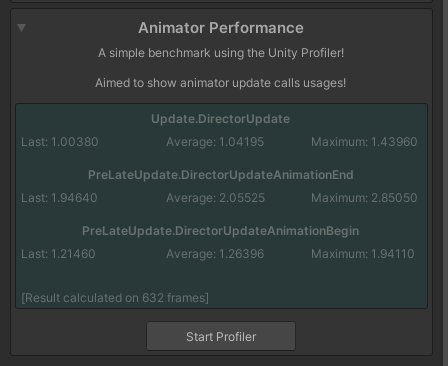 Animator Performance
A simple benchmark using the Unity Profiler!
Aimed to show animator update calls usages!
Update.DirectorUpdate
Last: 1.00380 Average: 1.04195 Maximum: 1.43960
PreLateUpdate.DirectorUpdateAnimationEnd
Last: 1.94640 Average: 2.05525 Maximum: 2.85050
PreLateUpdate.DirectorUpdateAnimationBegin
Last: 1.21460 Average: 1.26396 Maximum: 1.94110
[Result calculated on 632 frames]
Start Profiler